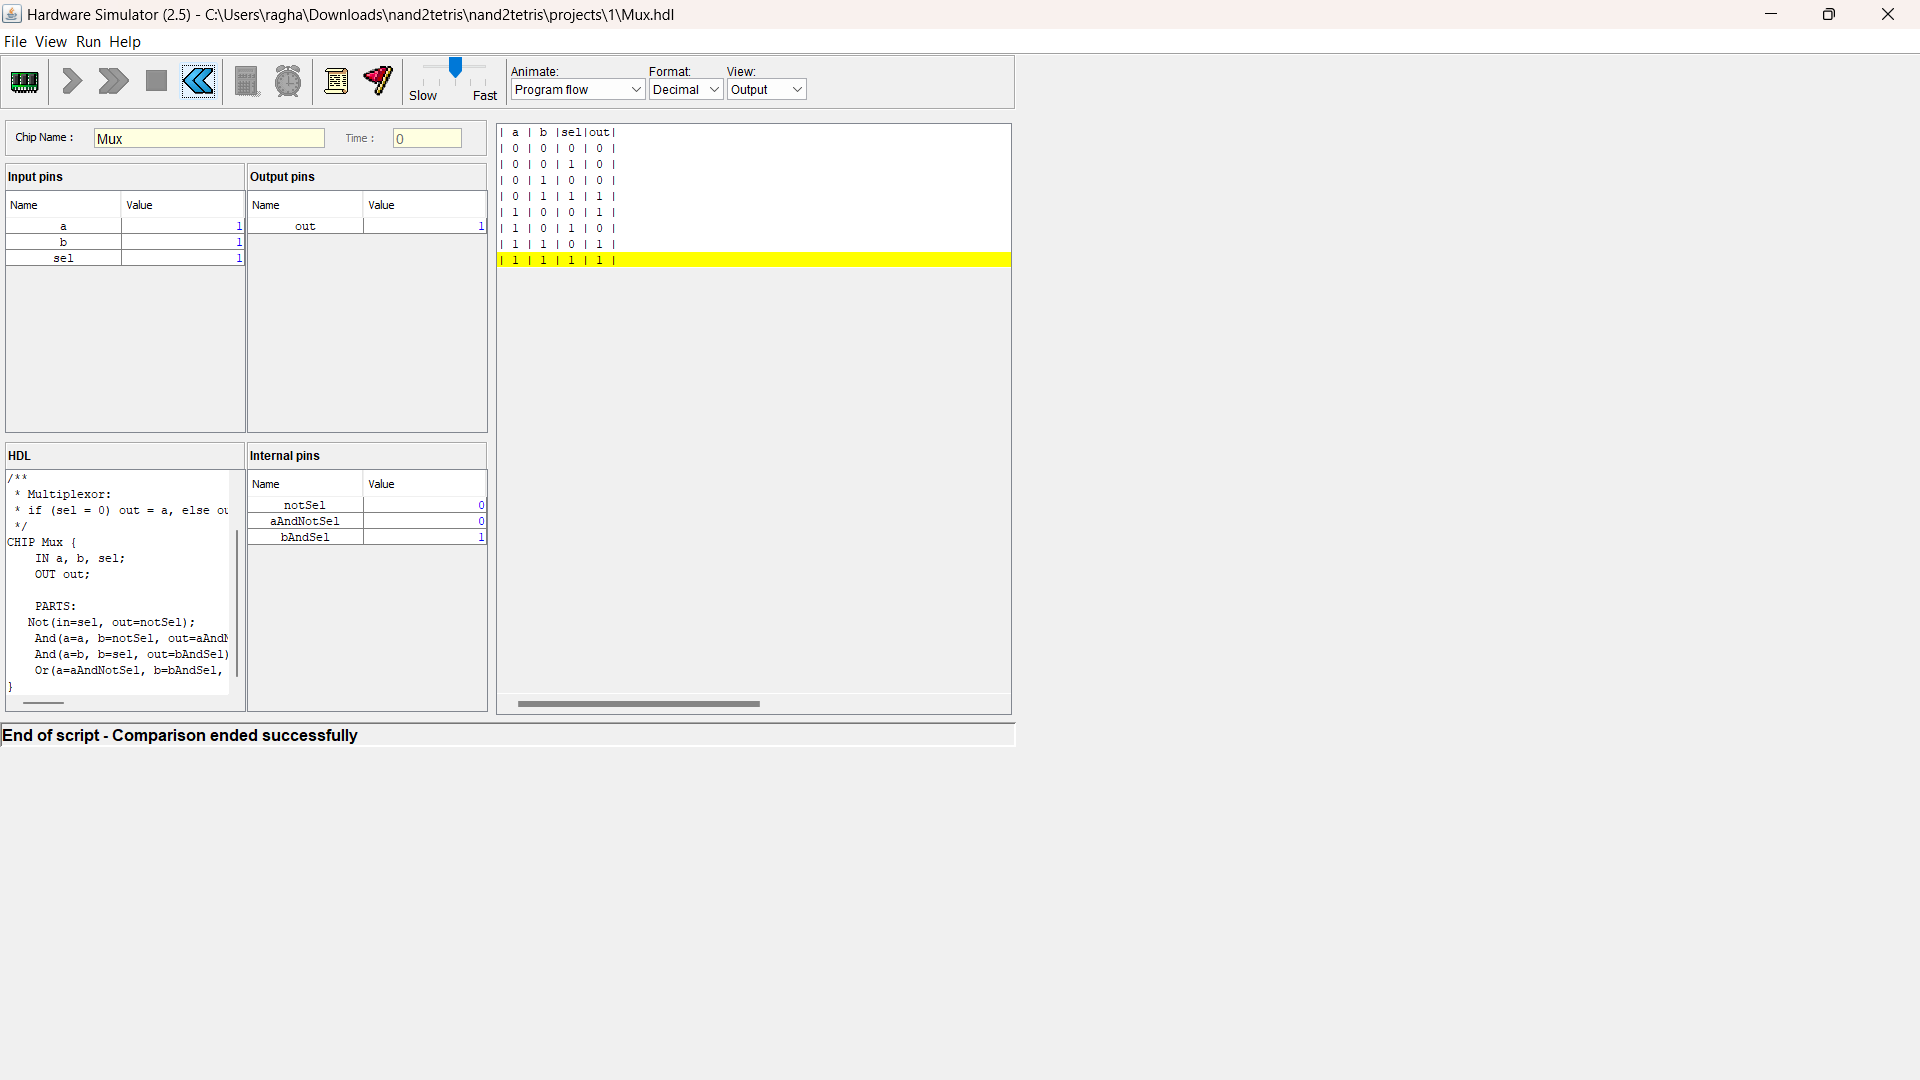 Hardware Simulator (2.5) - C:\Users\ragha\Downloads\nand2tetris\nand2tetris\projects\1\Mux.hdl
File View Run Help
Slow Fast
Animate:
Program flow
Format:
Decimal
View:
Output
Chip Name : Mux Time : 0
Input pins
Name Value
a 1
b 1
sel 1
Output pins
Name Value
out 1
| a | b |sel|out|
| 0 | 0 | 0 | 0 |
| 0 | 0 | 1 | 0 |
| 0 | 1 | 0 | 0 |
| 0 | 1 | 1 | 1 |
| 1 | 0 | 0 | 1 |
| 1 | 0 | 1 | 0 |
| 1 | 1 | 0 | 1 |
| 1 | 1 | 1 | 1 |
HDL
/**
* Multiplexor:
* if (sel = 0) out = a, else ou
*/
CHIP Mux {
IN a, b, sel;
OUT out;
PARTS:
Not(in=sel, out=notSel);
And(a=a, b=notSel, out=aAndN
And(a=b, b=sel, out=bAndSel)
Or(a=aAndNotSel, b=bAndSel,
}
Internal pins
Name Value
notSel 0
aAndNotSel 0
bAndSel 1
End of script - Comparison ended successfully